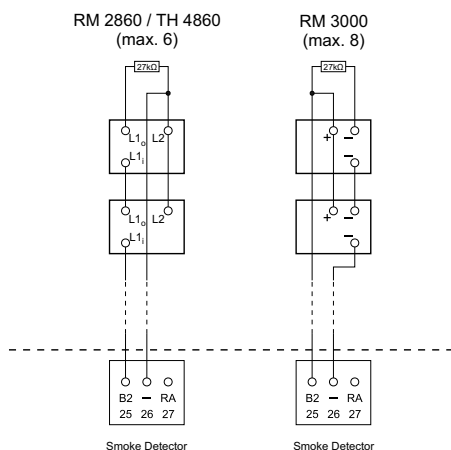 RM 2860 / TH 4860
(max. 6)
27kΩ
L1o L2
L1i
L1o L2
L1i
B2 – RA
25 26 27
Smoke Detector
RM 3000
(max. 8)
27kΩ
+ –
–
+ –
–
B2 – RA
25 26 27
Smoke Detector